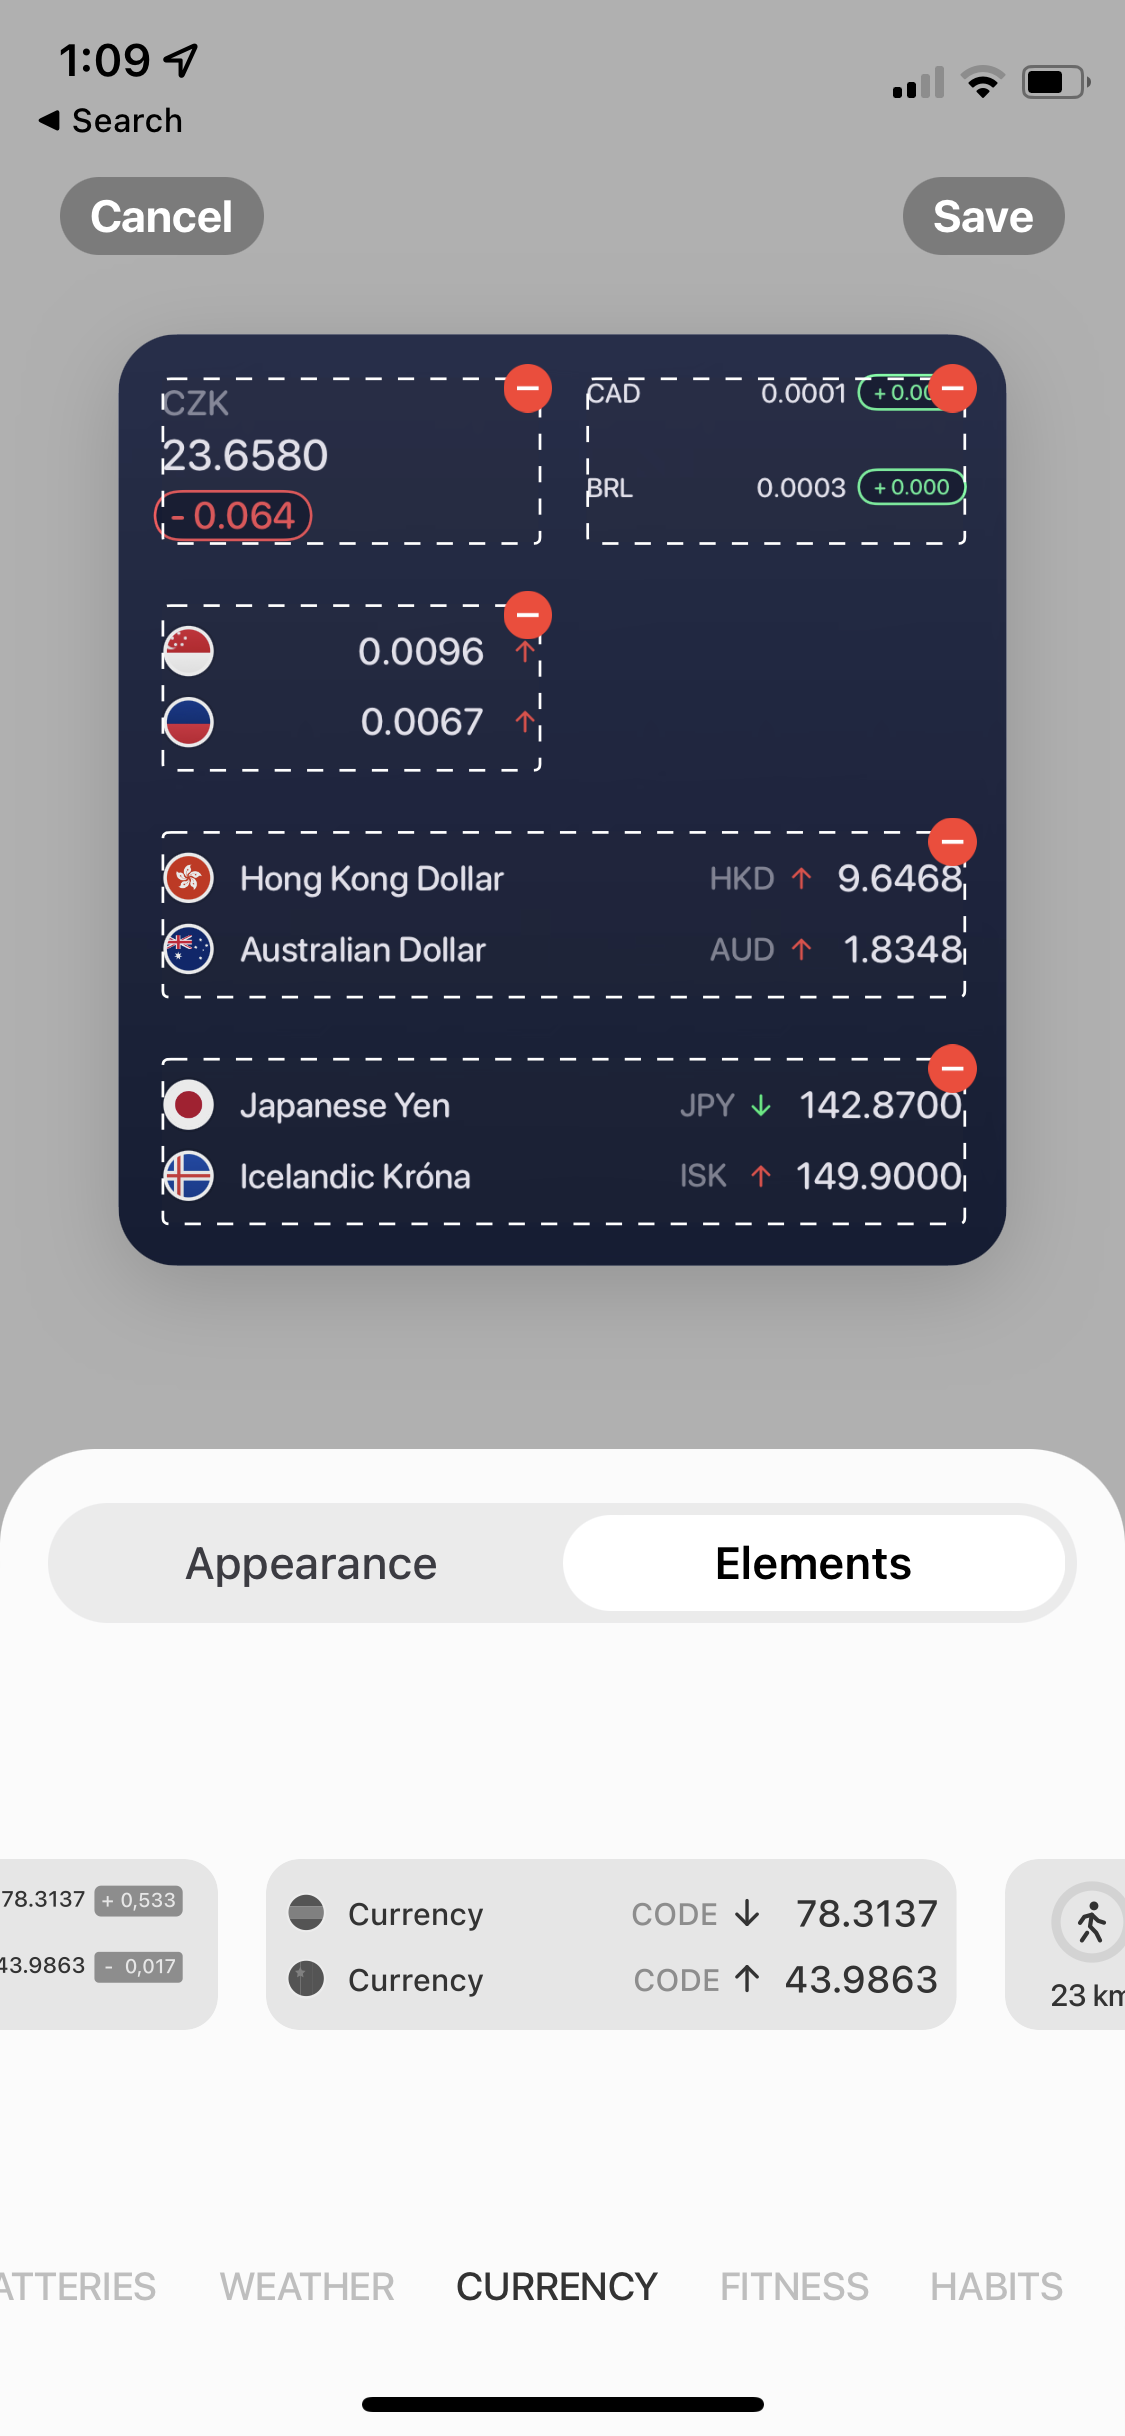 1:09
Search
Cancel
Save
CZK
23.6580
- 0.064
CAD 0.0001 + 0.00
BRL 0.0003 + 0.000
0.0096 ↑
0.0067 ↑
Hong Kong Dollar HKD ↑ 9.6468
Australian Dollar AUD ↑ 1.8348
Japanese Yen JPY ↓ 142.8700
Icelandic Króna ISK ↑ 149.9000
Appearance
Elements
78.3137 + 0,533
43.9863 - 0,017
Currency CODE ↓ 78.3137
Currency CODE ↑ 43.9863
23 km
ATTERIES WEATHER CURRENCY FITNESS HABITS